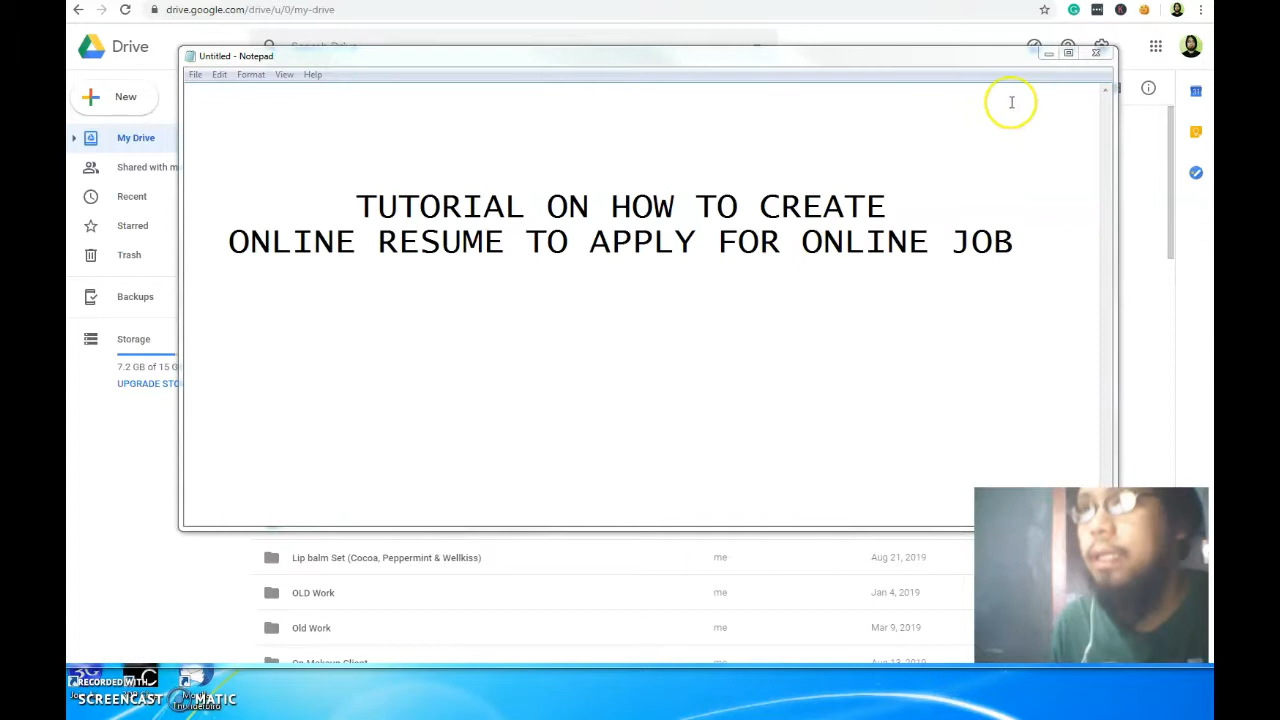 drive.google.com/drive/u/0/my-drive
Drive
Untitled - Notepad
File Edit Format View Help
New
My Drive
Shared with m
Recent
Starred
Trash
Backups
Storage
7.2 GB of 15 G
UPGRADE STO
TUTORIAL ON HOW TO CREATE
ONLINE RESUME TO APPLY FOR ONLINE JOB
Lip balm Set (Cocoa, Peppermint & Wellkiss) me Aug 21, 2019
OLD Work me Jan 4, 2019
Old Work me Mar 9, 2019
RECORDED WITH
SCREENCAST MATIC